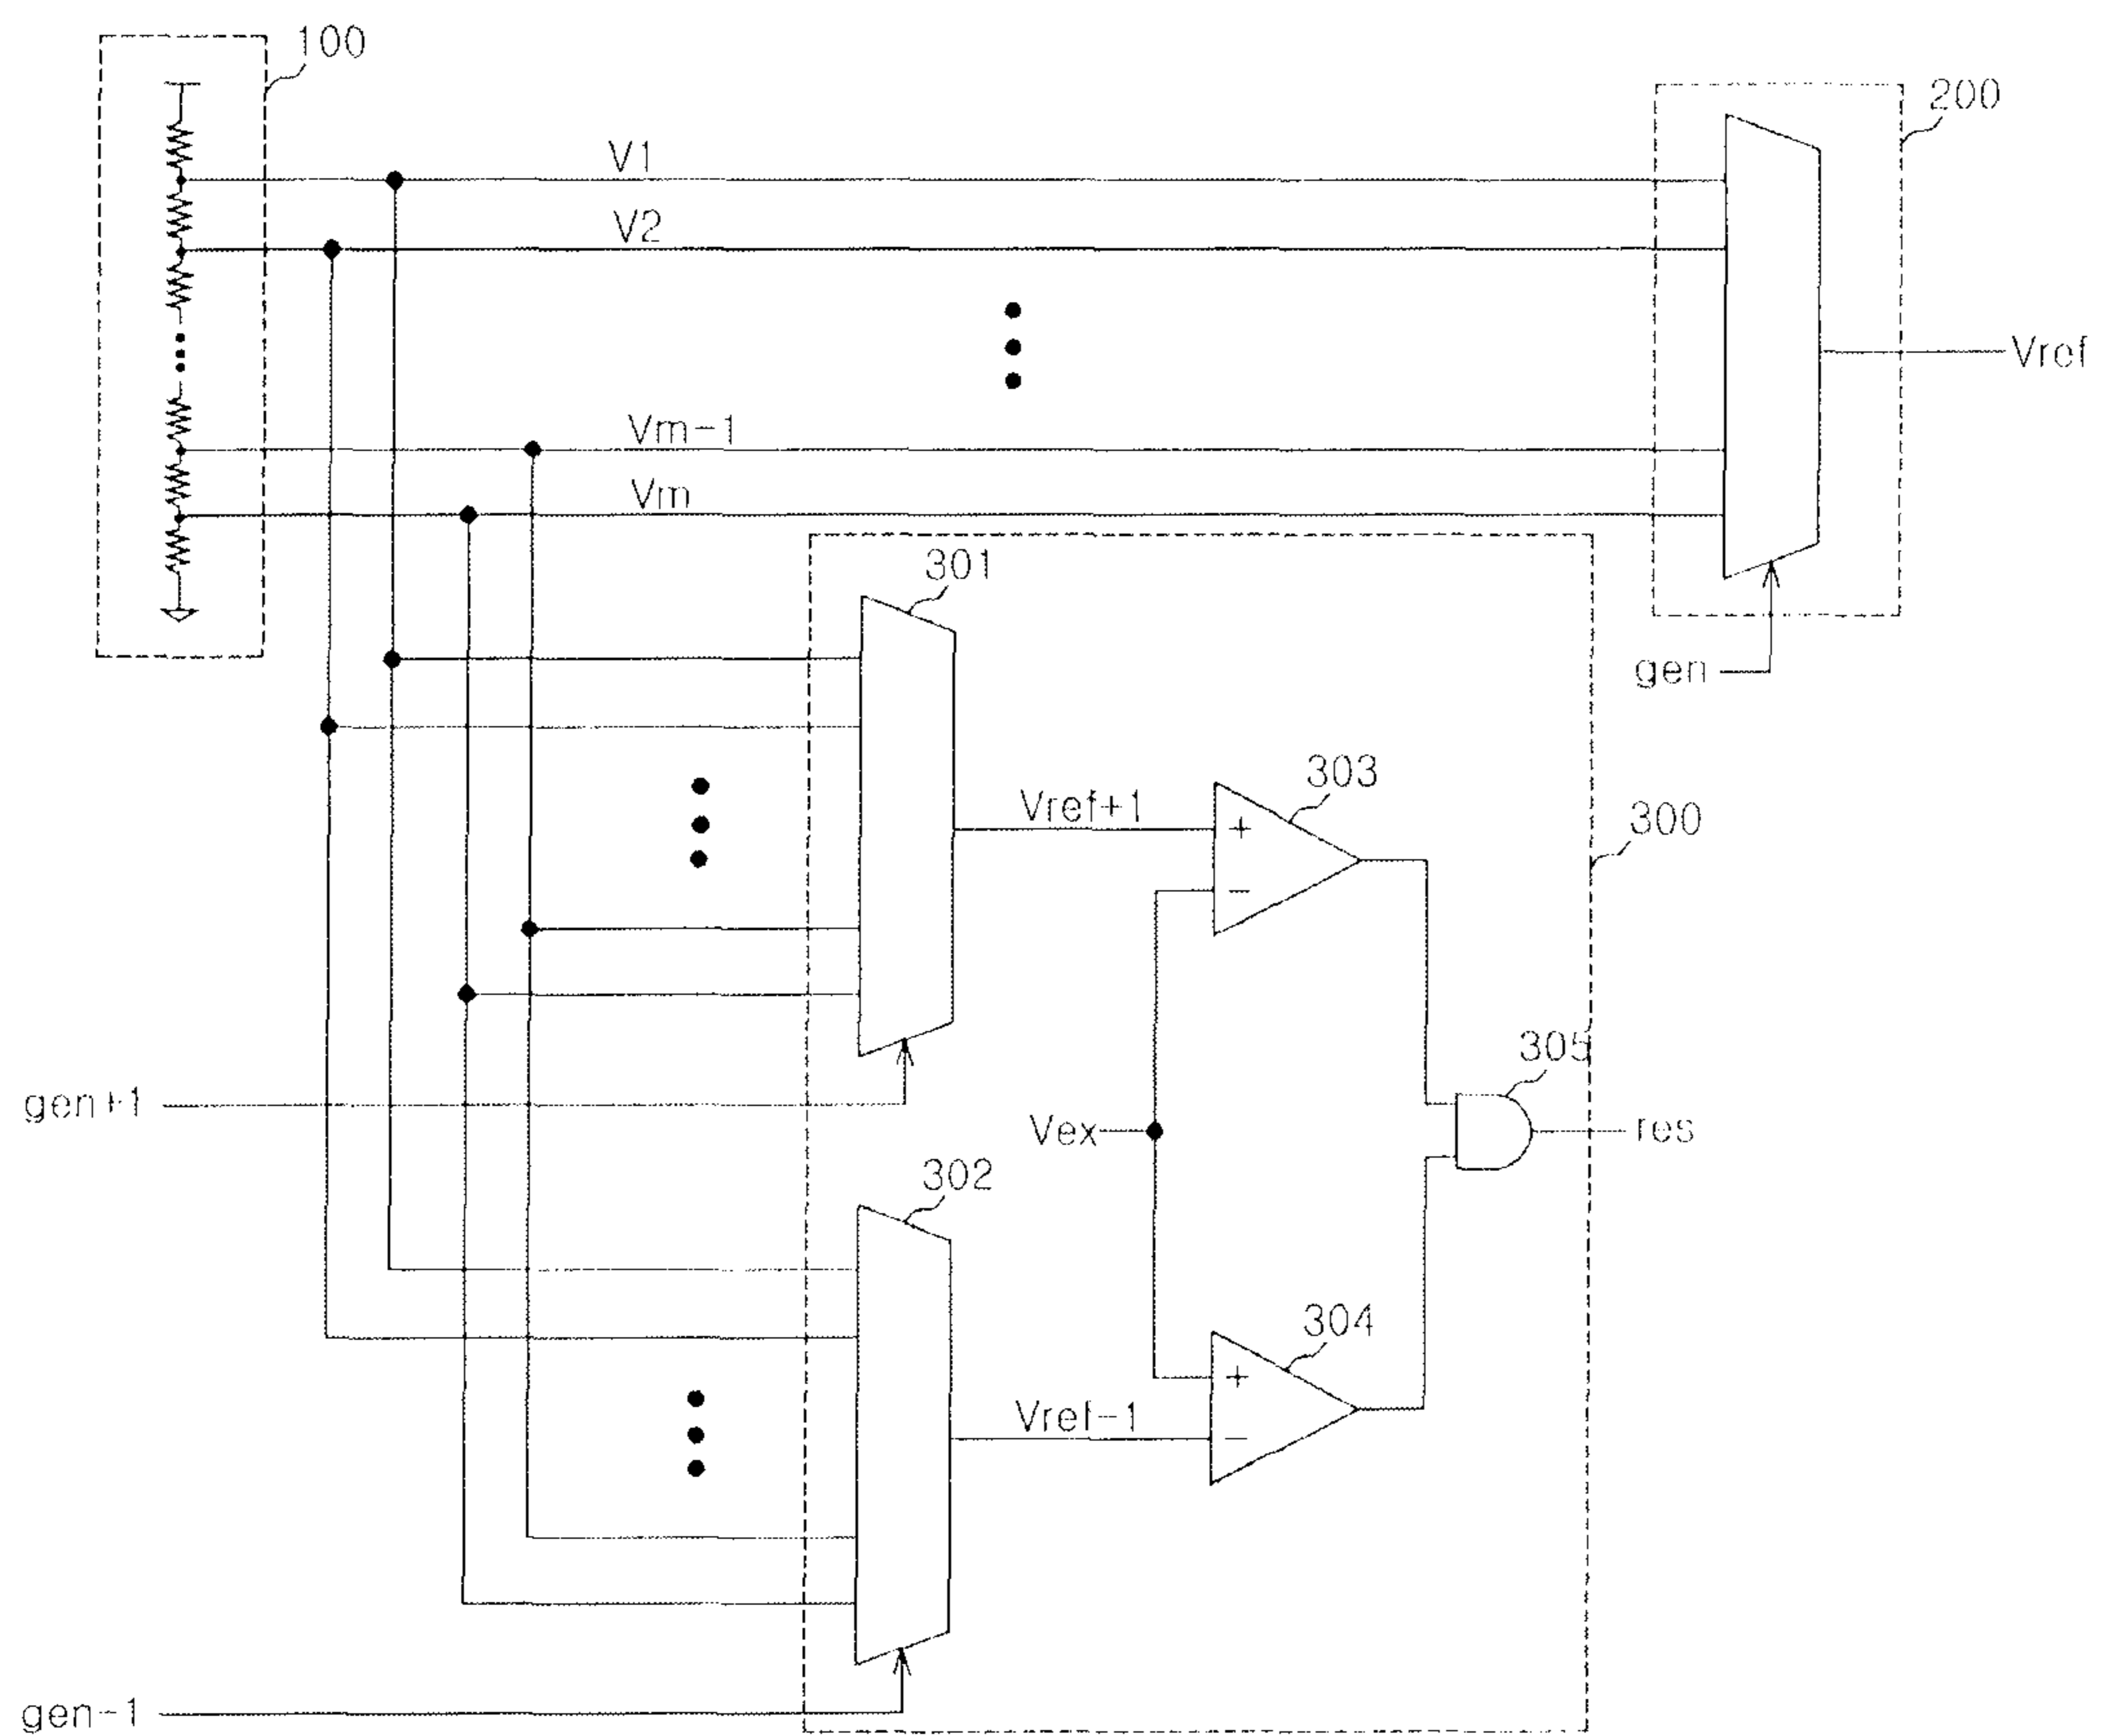 100
200
V1
V2
Vref
Vm-1
Vm
301
gen
303
Vref+1
300
305
gen+1
Vex
res
302
304
Vref-1
gen-1